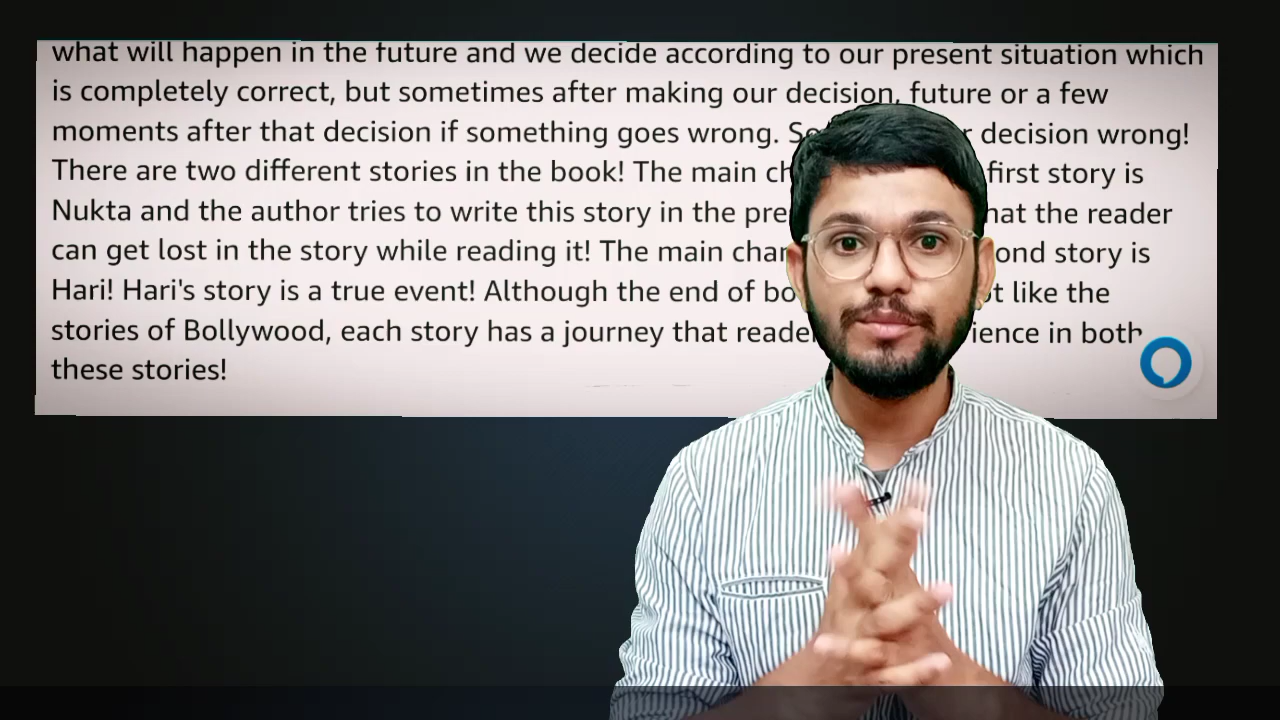 what will happen in the future and we decide according to our present situation which
is completely correct, but sometimes after making our decision, future or a few
moments after that decision if something goes wrong. decision wrong!
There are two different stories in the book! The main first story is
Nukta and the author tries to write this story in the the reader
can get lost in the story while reading it! The main story is
Hari! Hari's story is a true event! Although the end of like the
stories of Bollywood, each story has a journey that in both
these stories!